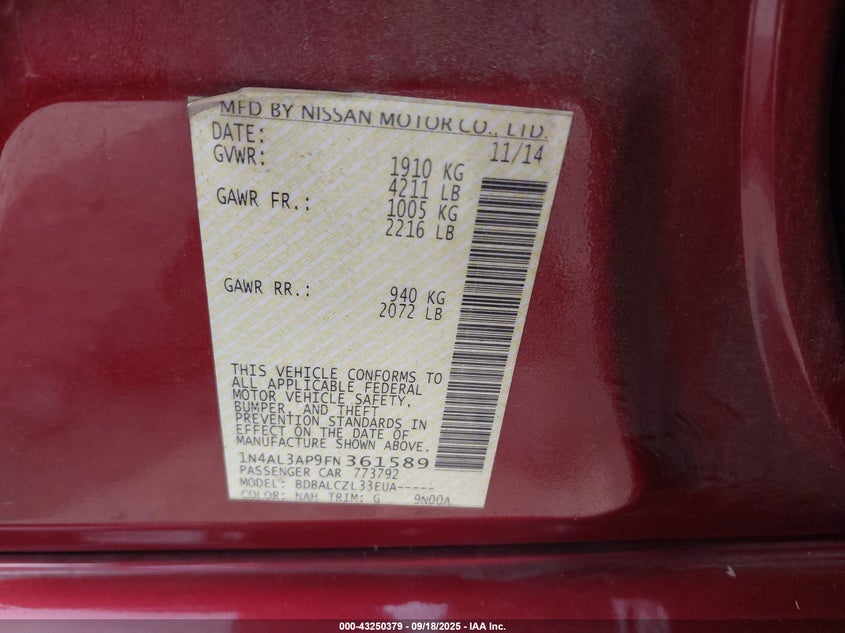 MFD BY NISSAN MOTOR CO., LTD.
DATE: 11/14
GVWR: 1910 KG
4211 LB
GAWR FR.: 1005 KG
2216 LB
GAWR RR.: 940 KG
2072 LB
THIS VEHICLE CONFORMS TO
ALL APPLICABLE FEDERAL
MOTOR VEHICLE SAFETY,
BUMPER, AND THEFT
PREVENTION STANDARDS IN
EFFECT ON THE DATE OF
MANUFACTURE SHOWN ABOVE.
1N4AL3AP9FN361589
PASSENGER CAR 773792
MODEL: BDBALCZL33EUA-----
COLOR: NAH TRIM: G 9N00A
000-43250379 - 09/18/2025 - IAA Inc.